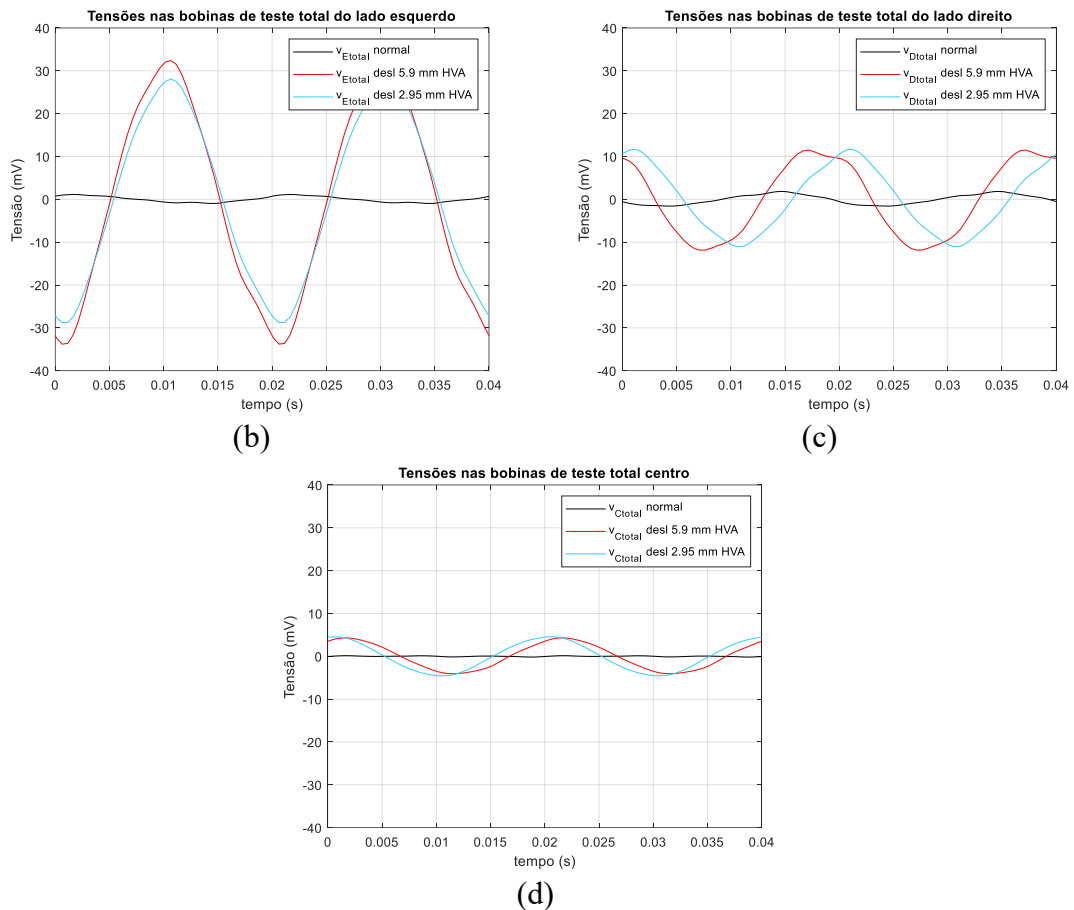 Tensões nas bobinas de teste total do lado esquerdo
40
30
20
10
0
-10
-20
-30
-40
Tensão (mV)
v_Etotal normal
v_Etotal desl 5.9 mm HVA
v_Etotal desl 2.95 mm HVA
0 0.005 0.01 0.015 0.02 0.025 0.03 0.035 0.04
tempo (s)
(b)
Tensões nas bobinas de teste total do lado direito
40
30
20
10
0
-10
-20
-30
-40
Tensão (mV)
v_Dtotal normal
v_Dtotal desl 5.9 mm HVA
v_Dtotal desl 2.95 mm HVA
0 0.005 0.01 0.015 0.02 0.025 0.03 0.035 0.04
tempo (s)
(c)
Tensões nas bobinas de teste total centro
40
30
20
10
0
-10
-20
-30
-40
Tensão (mV)
v_Ctotal normal
v_Ctotal desl 5.9 mm HVA
v_Ctotal desl 2.95 mm HVA
0 0.005 0.01 0.015 0.02 0.025 0.03 0.035 0.04
tempo (s)
(d)